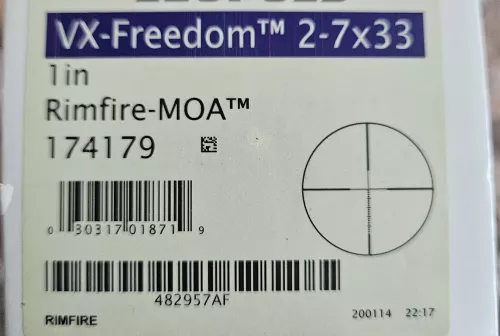 VX-Freedom™ 2-7x33
1in
Rimfire-MOA™
174179
0 30317 01871 9
482957AF
RIMFIRE 200114 22:17